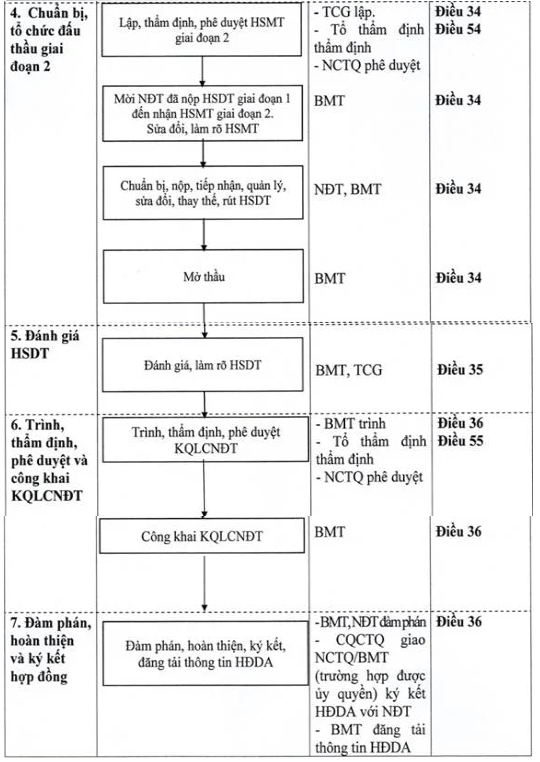 4. Chuẩn bị,
tổ chức đấu
thầu giai
đoạn 2
Lập, thẩm định, phê duyệt HSMT
giai đoạn 2
- TCG lập.
- Tổ thẩm định
thẩm định
- NCTQ phê duyệt
Điều 34
Điều 54
Mời NĐT đã nộp HSDT giai đoạn 1
đến nhận HSMT giai đoạn 2.
Sửa đổi, làm rõ HSMT
BMT
Điều 34
Chuẩn bị, nộp, tiếp nhận, quản lý,
sửa đổi, thay thế, rút HSDT
NĐT, BMT
Điều 34
Mở thầu
BMT
Điều 34
5. Đánh giá
HSDT
Đánh giá, làm rõ HSDT
BMT, TCG
Điều 35
6. Trình,
thẩm định,
phê duyệt và
công khai
KQLCNĐT
Trình, thẩm định, phê duyệt
KQLCNĐT
- BMT trình
- Tổ thẩm định
thẩm định
- NCTQ phê duyệt
Điều 36
Điều 55
Công khai KQLCNĐT
BMT
Điều 36
7. Đàm phán,
hoàn thiện
và ký kết
hợp đồng
Đàm phán, hoàn thiện, ký kết,
đăng tải thông tin HĐDA
-BMT,NĐT đàm phán
- CQCTQ giao
NCTQ/BMT
(trường hợp được
ủy quyền) ký kết
HĐDA với NĐT
- BMT đăng tải
thông tin HĐDA
Điều 36